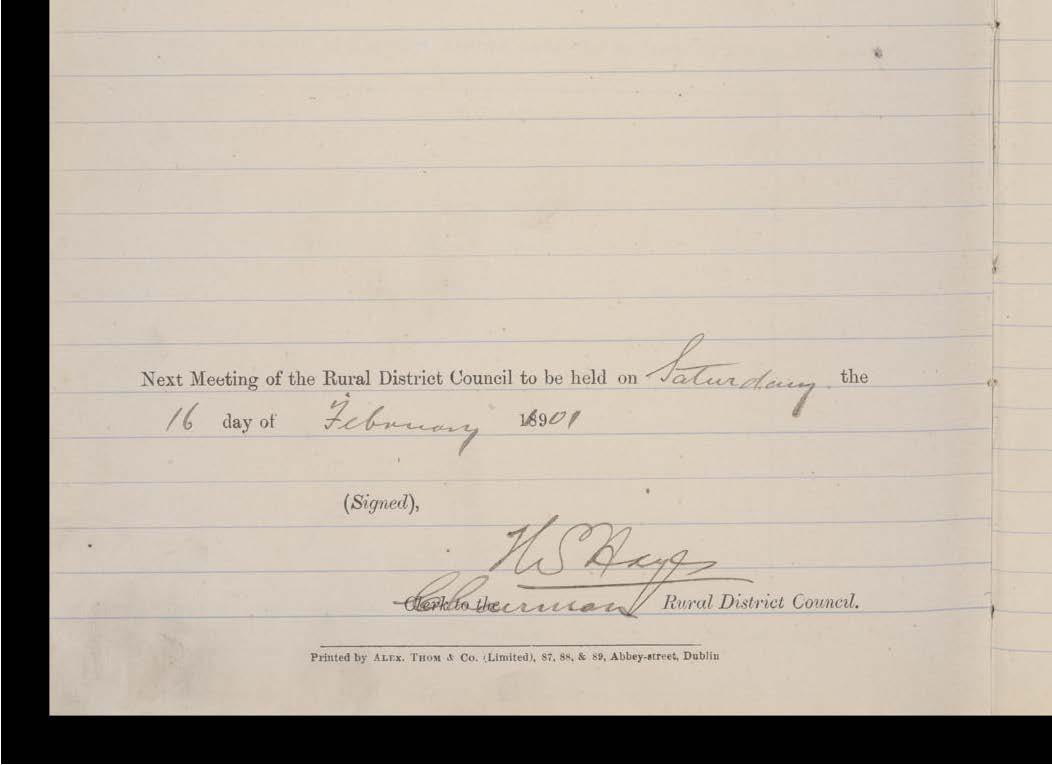 Next Meeting of the Rural District Council to be held on Saturday the
16 day of February 1901
(Signed),
H S Hayes
Clerk to the Chairman Rural District Council.
Printed by ALEX. THOM & Co. (Limited), 87, 88, & 89, Abbey-street, Dublin